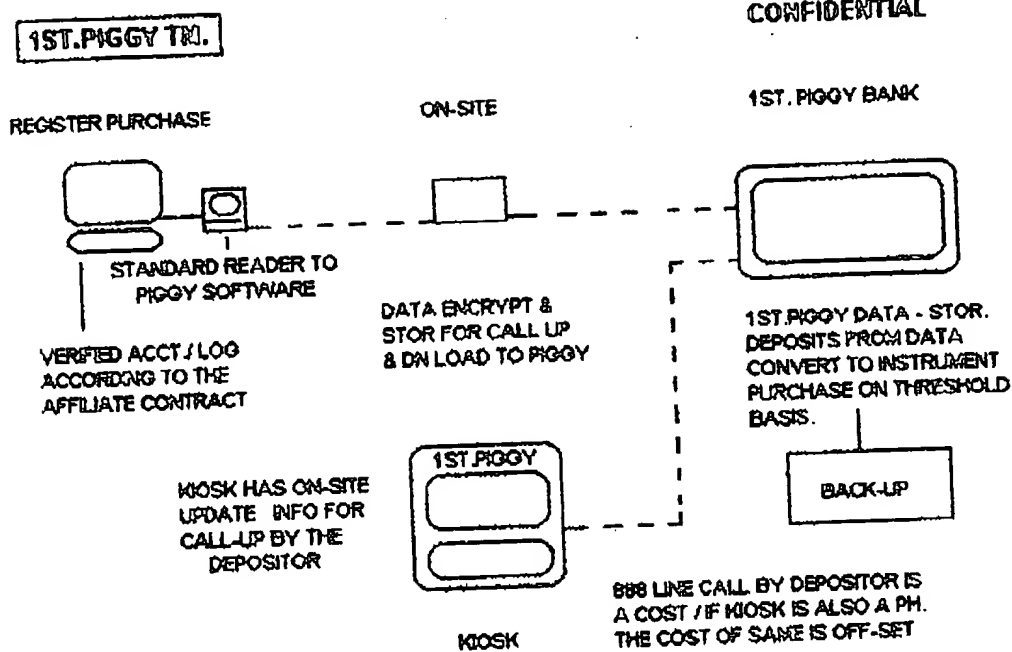 CONFIDENTIAL
1ST.PIGGY TM.
REGISTER PURCHASE
ON-SITE
1ST. PIGGY BANK
STANDARD READER TO
PIGGY SOFTWARE
VERIFIED ACCT / LOG
ACCORDING TO THE
AFFILIATE CONTRACT
DATA ENCRYPT &
STOR FOR CALL UP
& DN LOAD TO PIGGY
1ST.PIGGY DATA - STOR.
DEPOSITS FROM DATA
CONVERT TO INSTRUMENT
PURCHASE ON THRESHOLD
BASIS.
BACK-UP
1ST.PIGGY
KIOSK HAS ON-SITE
UPDATE INFO FOR
CALL-UP BY THE
DEPOSITOR
KIOSK
888 LINE CALL BY DEPOSITOR IS
A COST / IF KIOSK IS ALSO A PH.
THE COST OF SAME IS OFF-SET